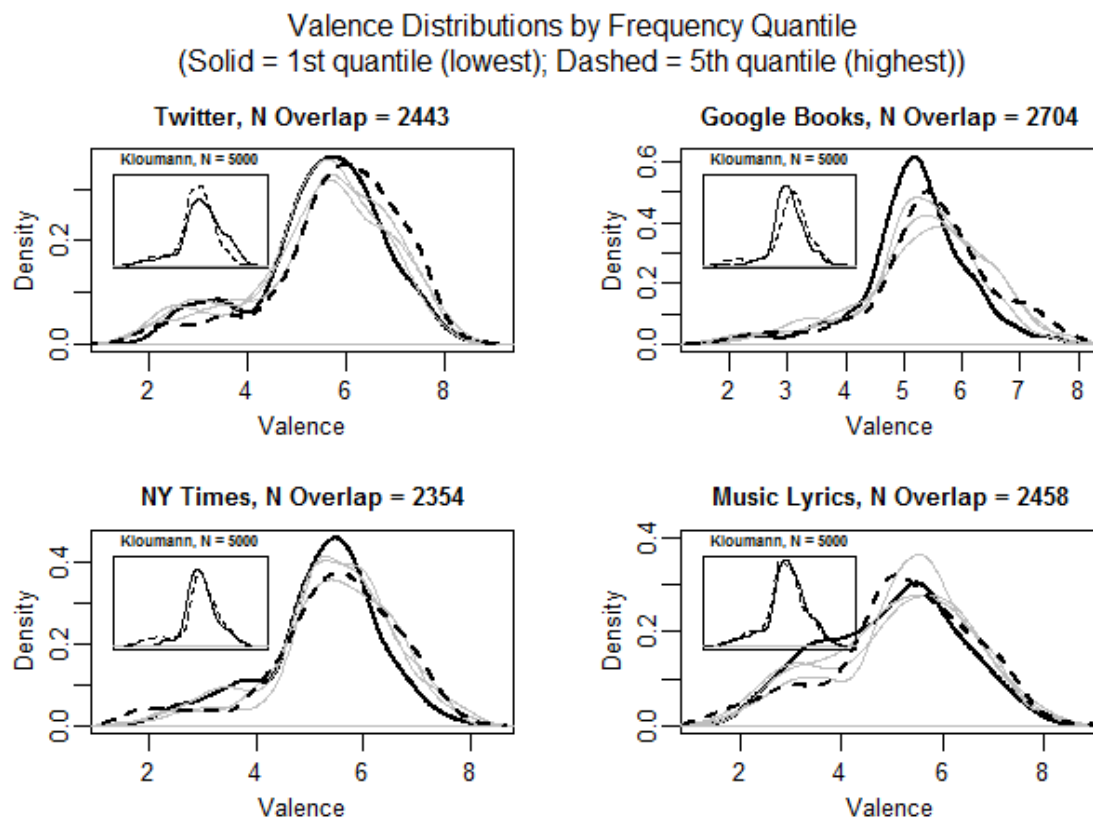 Valence Distributions by Frequency Quantile
(Solid = 1st quantile (lowest); Dashed = 5th quantile (highest))
Twitter, N Overlap = 2443
Kloumann, N = 5000
Density
0.0
0.2
2
4
6
8
Valence
Google Books, N Overlap = 2704
Kloumann, N = 5000
Density
0.0
0.2
0.4
0.6
2
3
4
5
6
7
8
Valence
NY Times, N Overlap = 2354
Kloumann, N = 5000
Density
0.0
0.2
0.4
2
4
6
8
Valence
Music Lyrics, N Overlap = 2458
Kloumann, N = 5000
Density
0.0
0.2
0.4
2
4
6
8
Valence